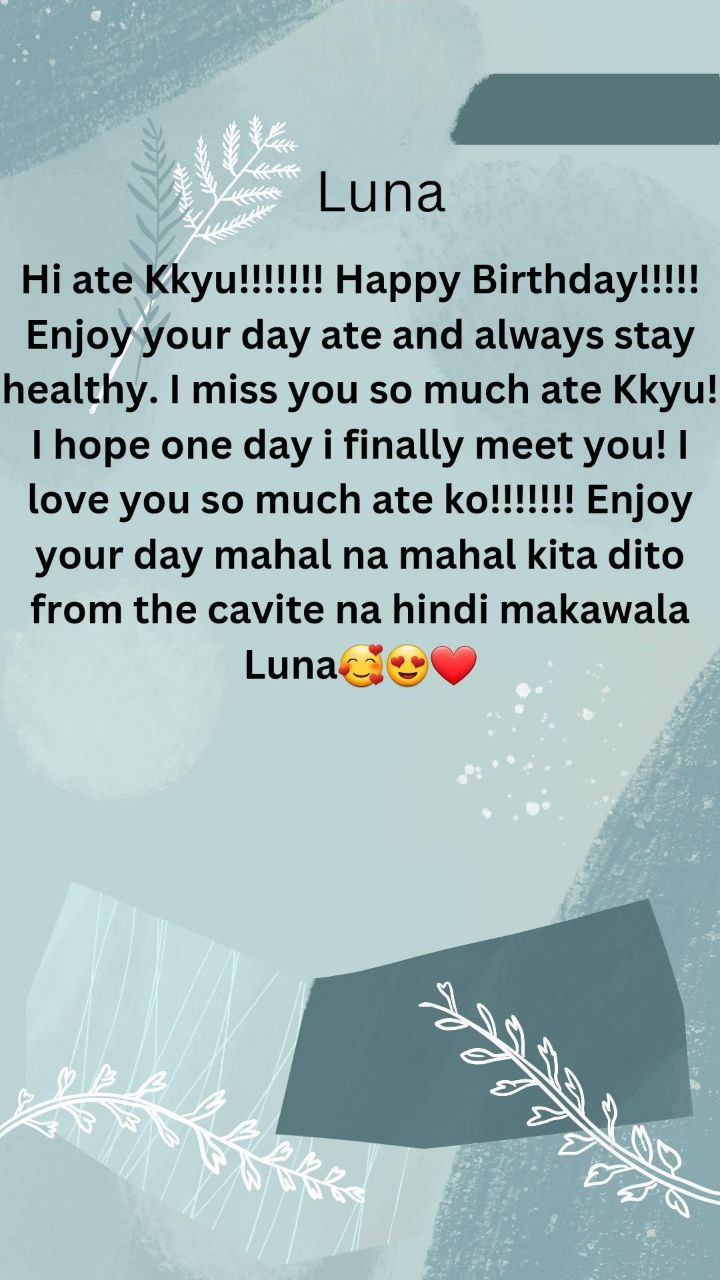 Luna
Hi ate Kkyu!!!!!!! Happy Birthday!!!!!
Enjoy your day ate and always stay
healthy. I miss you so much ate Kkyu!
I hope one day i finally meet you! I
love you so much ate ko!!!!!!! Enjoy
your day mahal na mahal kita dito
from the cavite na hindi makawala
Luna🥰😍❤️